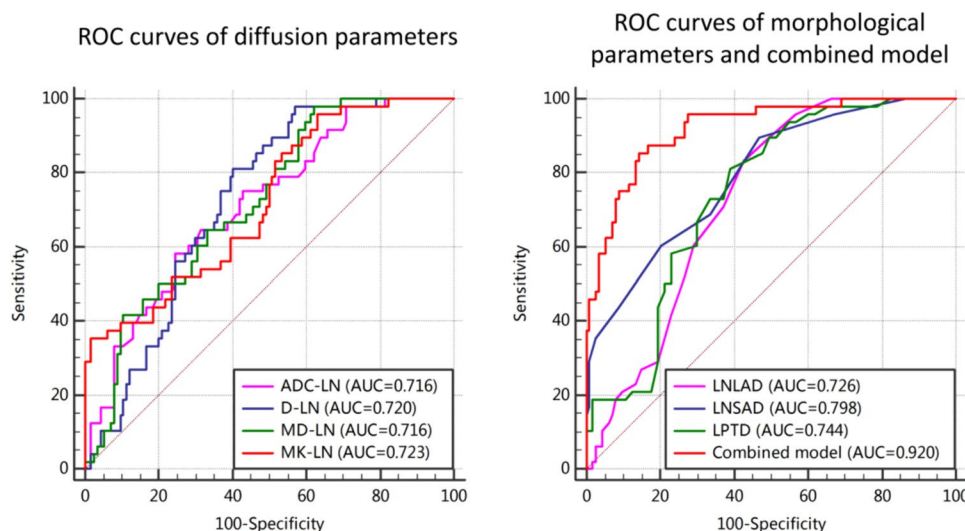 ROC curves of diffusion parameters
100
80
60
40
20
0
Sensitivity
ADC-LN (AUC=0.716)
D-LN (AUC=0.720)
MD-LN (AUC=0.716)
MK-LN (AUC=0.723)
0 20 40 60 80 100
100-Specificity
ROC curves of morphological
parameters and combined model
100
80
60
40
20
0
Sensitivity
LNLAD (AUC=0.726)
LNSAD (AUC=0.798)
LPTD (AUC=0.744)
Combined model (AUC=0.920)
0 20 40 60 80 100
100-Specificity